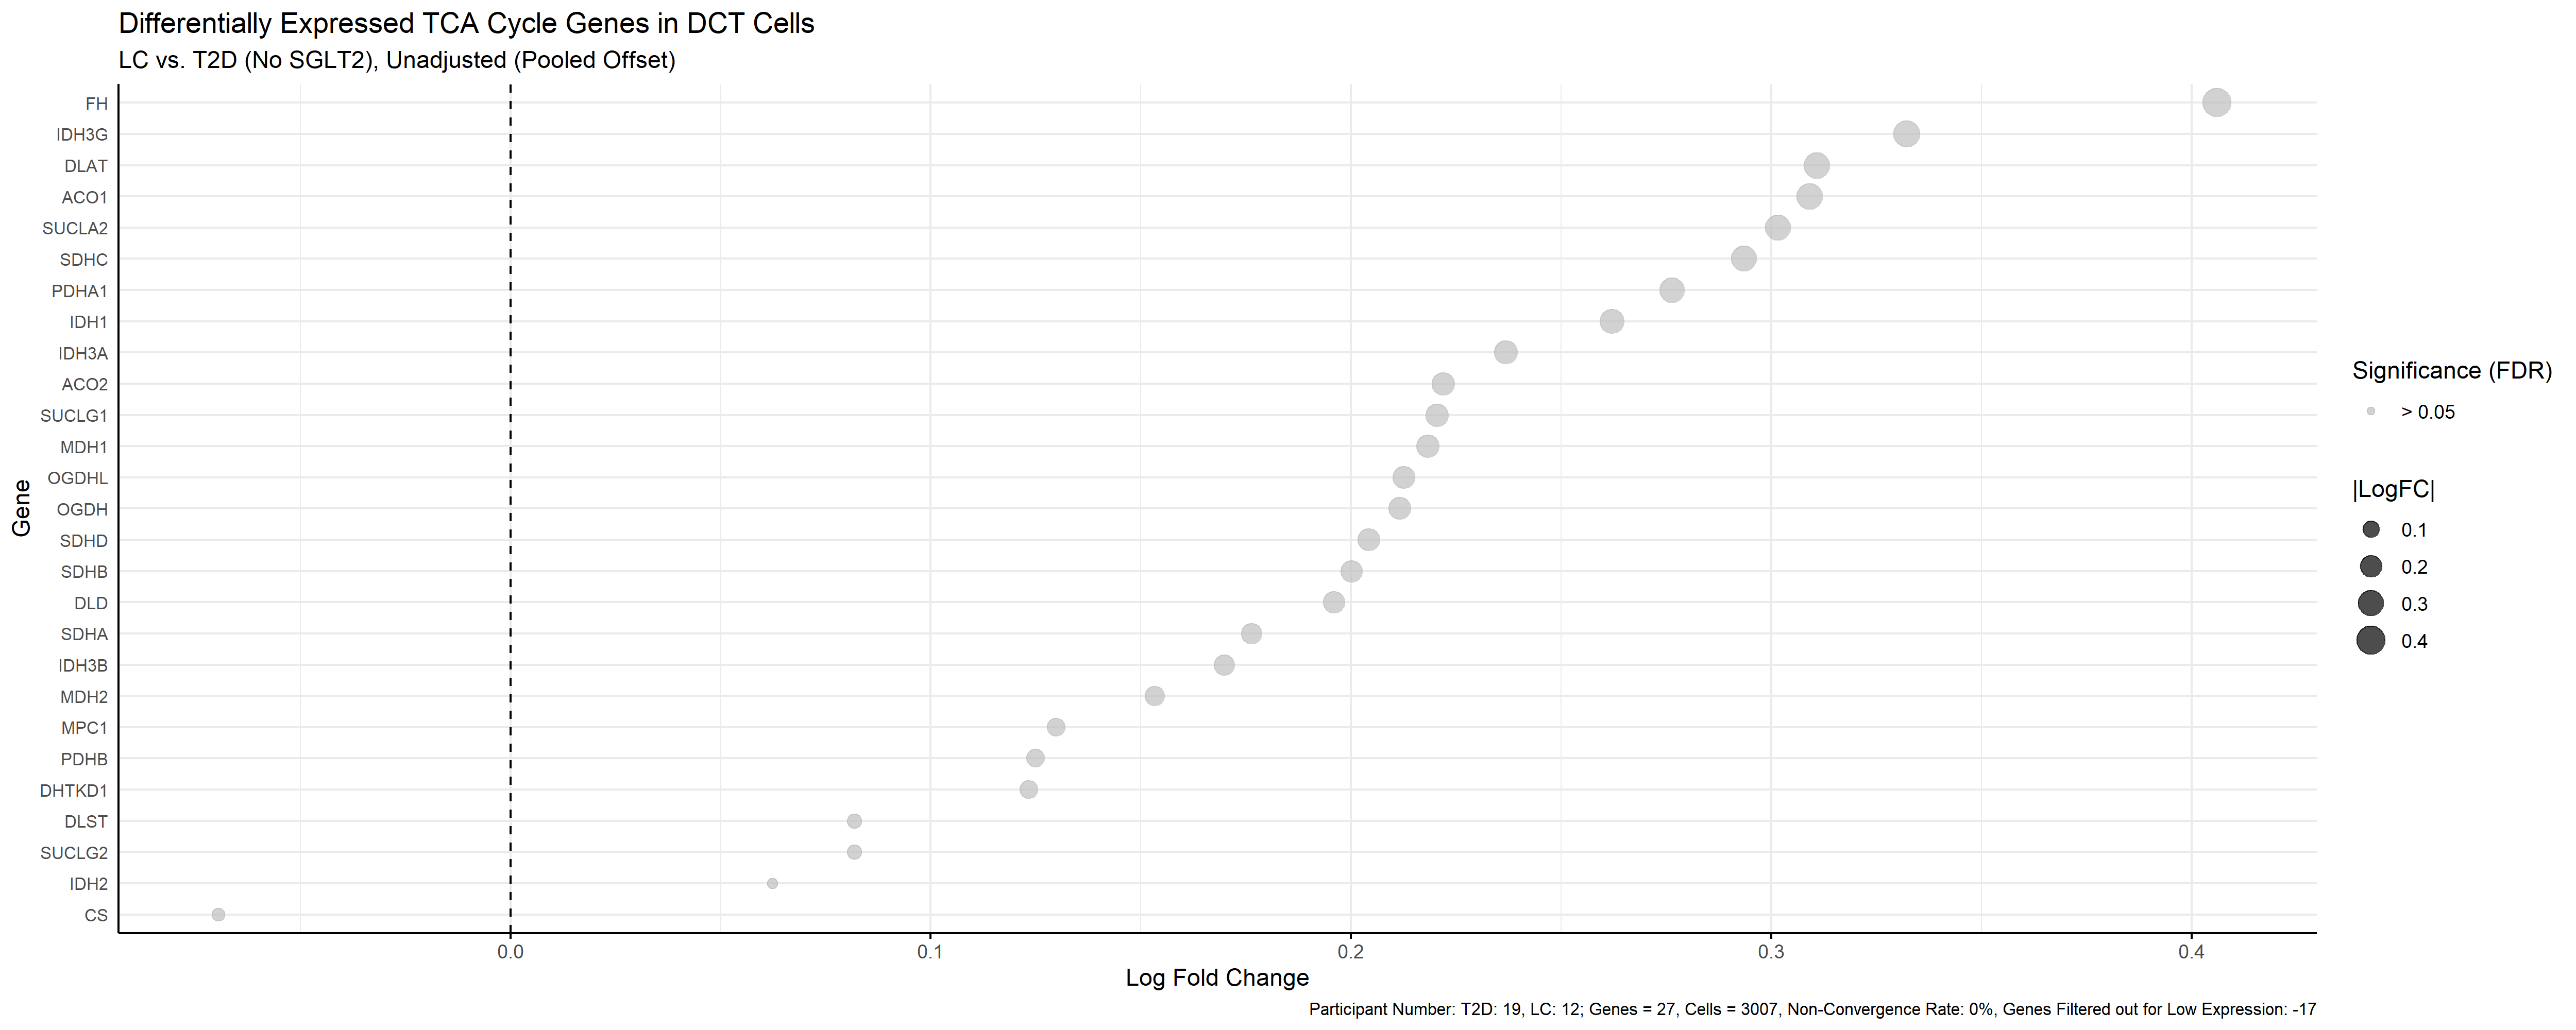 Differentially Expressed TCA Cycle Genes in DCT Cells
LC vs. T2D (No SGLT2), Unadjusted (Pooled Offset)
Gene
FH
IDH3G
DLAT
ACO1
SUCLA2
SDHC
PDHA1
IDH1
IDH3A
ACO2
SUCLG1
MDH1
OGDHL
OGDH
SDHD
SDHB
DLD
SDHA
IDH3B
MDH2
MPC1
PDHB
DHTKD1
DLST
SUCLG2
IDH2
CS
0.0 0.1 0.2 0.3 0.4
Log Fold Change
Significance (FDR)
> 0.05
|LogFC|
0.1
0.2
0.3
0.4
Participant Number: T2D: 19, LC: 12; Genes = 27, Cells = 3007, Non-Convergence Rate: 0%, Genes Filtered out for Low Expression: -17